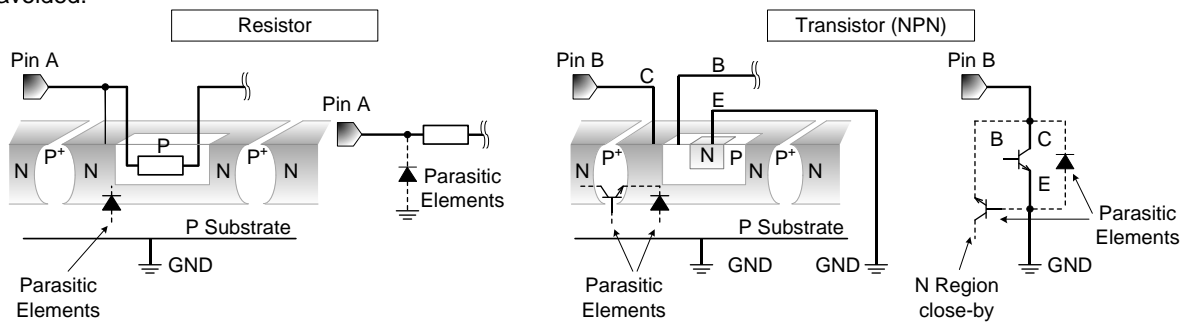 avoided.
Resistor
Transistor (NPN)
Pin A
Pin A
P
N
P+
N
P+
N
N
Parasitic
Elements
P Substrate
GND
Parasitic
Elements
Pin B
C
B
E
N
P+
N
N
P
P+
N
N
P Substrate
GND
GND
Parasitic
Elements
Pin B
B
C
E
Parasitic
Elements
GND
N Region
close-by